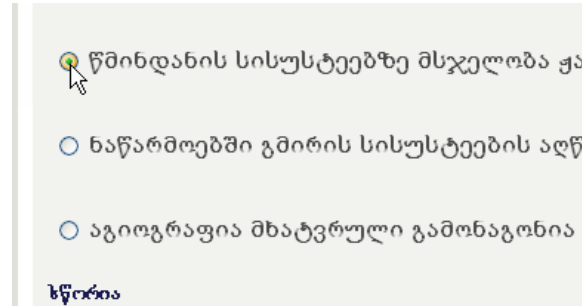 წმინდანის სისუსტეებზე მსჯელობა ჟა
ნაწარმოებში გმირის სისუსტეების აღწ
აგიოგრაფია მხატვრული გამონაგონია
სწორია